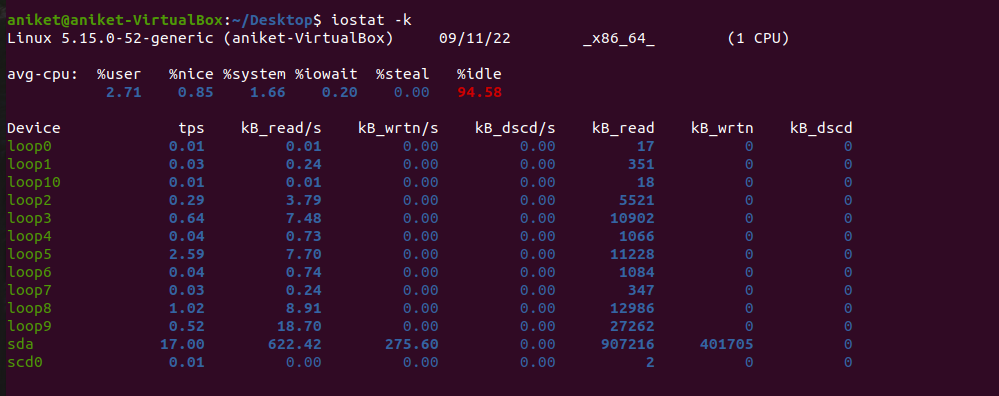 aniket@aniket-VirtualBox:~/Desktop$ iostat -k
Linux 5.15.0-52-generic (aniket-VirtualBox) 09/11/22 _x86_64_ (1 CPU)
avg-cpu: %user %nice %system %iowait %steal %idle
2.71 0.85 1.66 0.20 0.00 94.58
Device tps kB_read/s kB_wrtn/s kB_dscd/s kB_read kB_wrtn kB_dscd
loop0 0.01 0.01 0.00 0.00 17 0 0
loop1 0.03 0.24 0.00 0.00 351 0 0
loop10 0.01 0.01 0.00 0.00 18 0 0
loop2 0.29 3.79 0.00 0.00 5521 0 0
loop3 0.64 7.48 0.00 0.00 10902 0 0
loop4 0.04 0.73 0.00 0.00 1066 0 0
loop5 2.59 7.70 0.00 0.00 11228 0 0
loop6 0.04 0.74 0.00 0.00 1084 0 0
loop7 0.03 0.24 0.00 0.00 347 0 0
loop8 1.02 8.91 0.00 0.00 12986 0 0
loop9 0.52 18.70 0.00 0.00 27262 0 0
sda 17.00 622.42 275.60 0.00 907216 401705 0
scd0 0.01 0.00 0.00 0.00 2 0 0